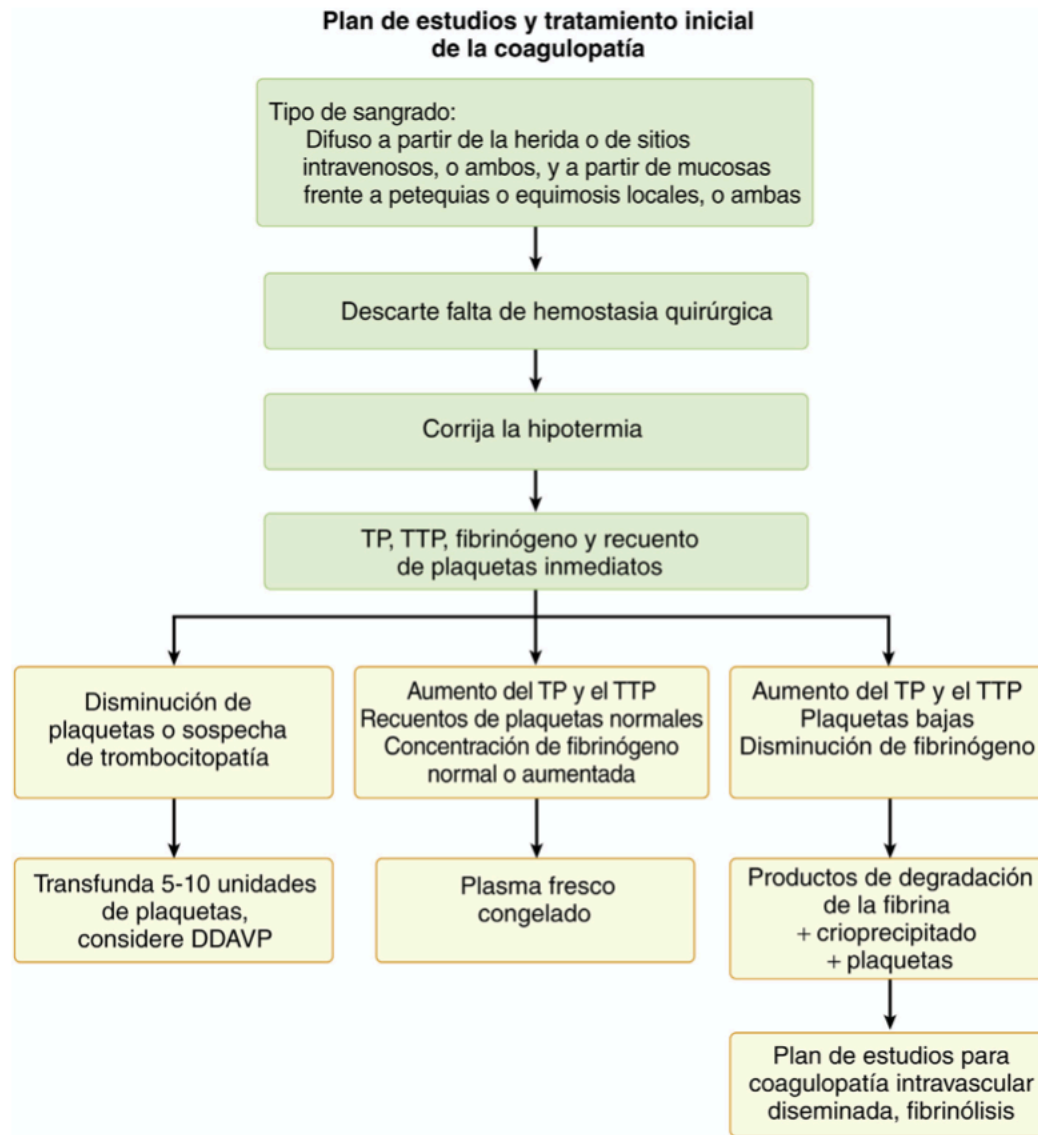 Plan de estudios y tratamiento inicial
de la coagulopatía
Tipo de sangrado:
Difuso a partir de la herida o de sitios
intravenosos, o ambos, y a partir de mucosas
frente a petequias o equimosis locales, o ambas
Descarte falta de hemostasia quirúrgica
Corrija la hipotermia
TP, TTP, fibrinógeno y recuento
de plaquetas inmediatos
Disminución de
plaquetas o sospecha
de trombocitopatía
Aumento del TP y el TTP
Recuentos de plaquetas normales
Concentración de fibrinógeno
normal o aumentada
Aumento del TP y el TTP
Plaquetas bajas
Disminución de fibrinógeno
Transfunda 5-10 unidades
de plaquetas,
considere DDAVP
Plasma fresco
congelado
Productos de degradación
de la fibrina
+ crioprecipitado
+ plaquetas
Plan de estudios para
coagulopatía intravascular
diseminada, fibrinólisis